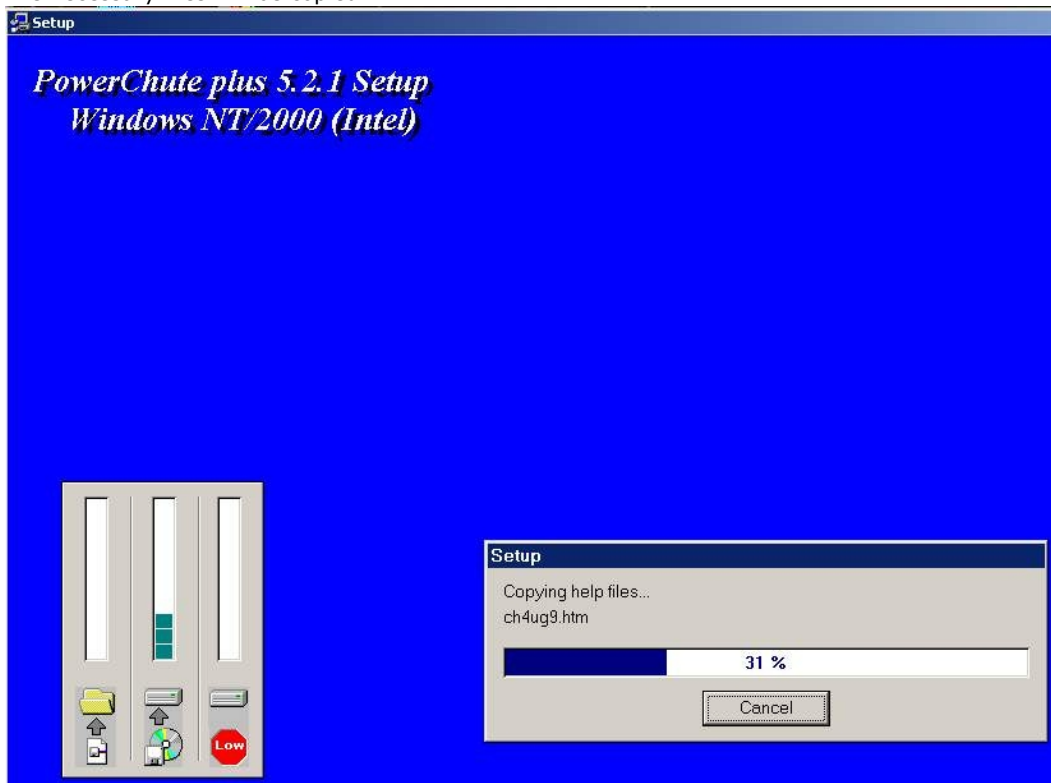 Setup
PowerChute plus 5.2.1 Setup
Windows NT/2000 (Intel)
Setup
Copying help files...
ch4ug9.htm
31 %
Cancel
Low